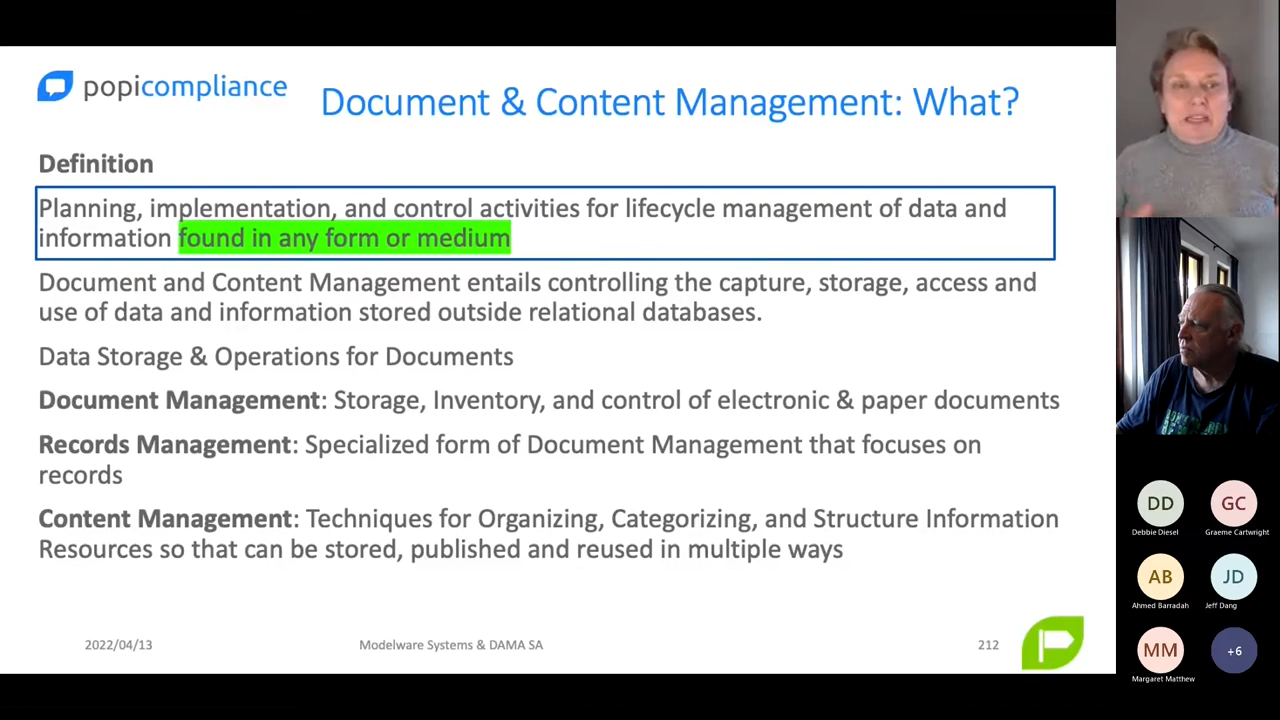 popicompliance
Document & Content Management: What?
Definition
Planning, implementation, and control activities for lifecycle management of data and
information found in any form or medium
Document and Content Management entails controlling the capture, storage, access and
use of data and information stored outside relational databases.
Data Storage & Operations for Documents
Document Management: Storage, Inventory, and control of electronic & paper documents
Records Management: Specialized form of Document Management that focuses on
records
Content Management: Techniques for Organizing, Categorizing, and Structure Information
Resources so that can be stored, published and reused in multiple ways
2022/04/13
Modelware Systems & DAMA SA
212
DD
GC
Debbie Diesel
Graeme Cartwright
AB
JD
Ahmed Barradah
Jeff Dang
MM
+6
Margaret Matthew